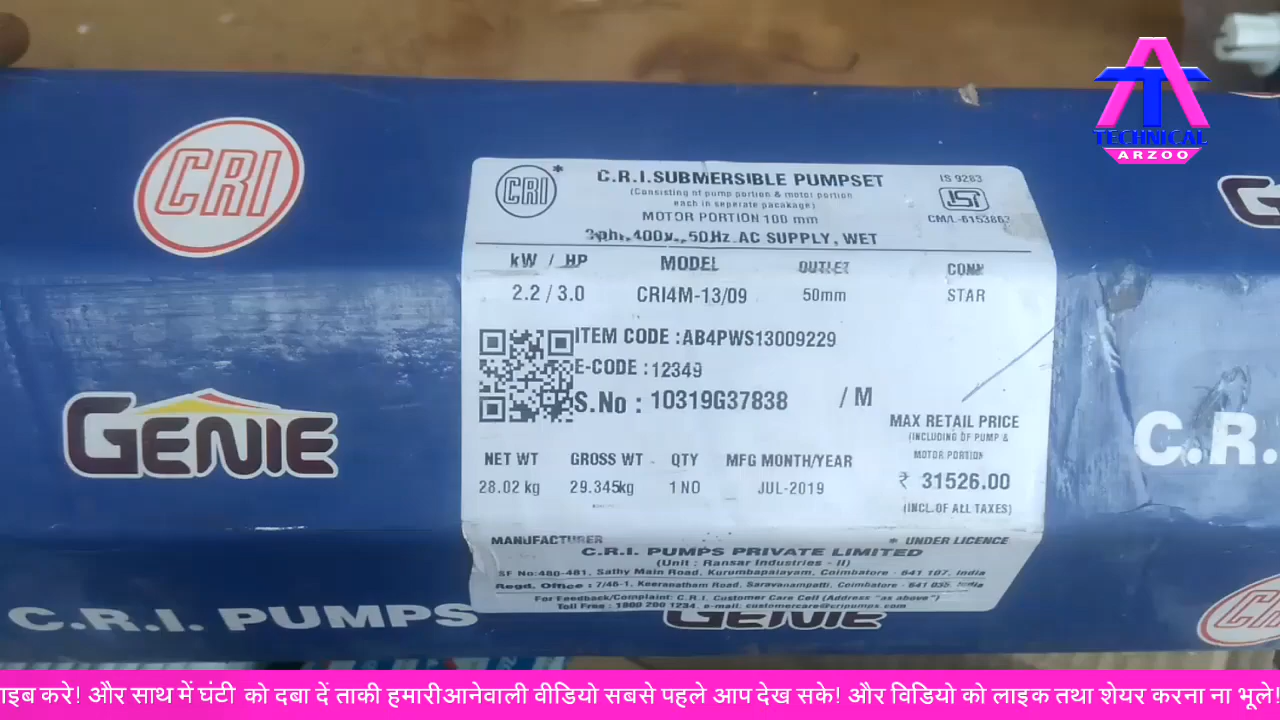 TECHNICAL
ARZOO
CRI
GENIE
C.R.I. PUMPS
CRI *
C.R.I.SUBMERSIBLE PUMPSET
(Consisting of pump portion & motor portion
each in seperate pacakage)
MOTOR PORTION 100 mm
3phi.,400v.,50Hz AC SUPPLY, WET
IS 9283
ISI
CM/L-6153862
kW / HP MODEL OUTLET CONN
2.2 / 3.0 CRI4M-13/09 50mm STAR
ITEM CODE : AB4PWS13009229
E-CODE : 12349
S.No : 10319G37838 / M
MAX RETAIL PRICE
(INCLUDING OF PUMP &
MOTOR PORTION
₹ 31526.00
(INCL.OF ALL TAXES)
NET WT GROSS WT QTY MFG MONTH/YEAR
28.02 kg 29.345kg 1 NO JUL-2019
MANUFACTURER * UNDER LICENCE
C.R.I. PUMPS PRIVATE LIMITED
(Unit : Ransar Industries - II)
SF No:480-481, Sathy Main Road, Kurumbapalayam, Coimbatore - 641 107, India
Regd. Office : 7/46-1, Keeranatham Road, Saravanampatti, Coimbatore - 641 035, India
For Feedback/Complaint: C.R.I. Customer Care Cell (Address "as above")
Toll Free : 1800 200 1234, e-mail: customercare@cripumps.com
GENIE
G
C.R.
CRI
ाइब करे! और साथ में घंटी को दबा दें ताकी हमारीआनेवाली वीडियो सबसे पहले आप देख सके! और विडियो को लाइक तथा शेयर करना ना भूले!